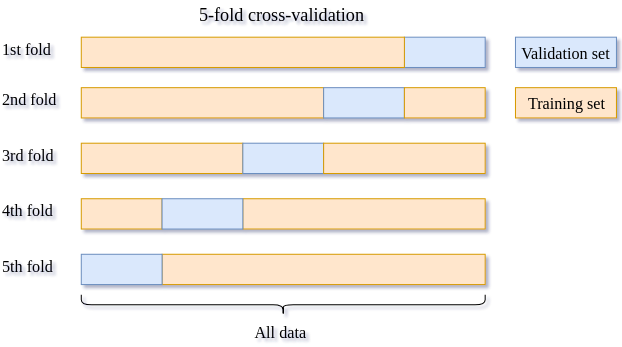 5-fold cross-validation
1st fold
Validation set
2nd fold
Training set
3rd fold
4th fold
5th fold
All data